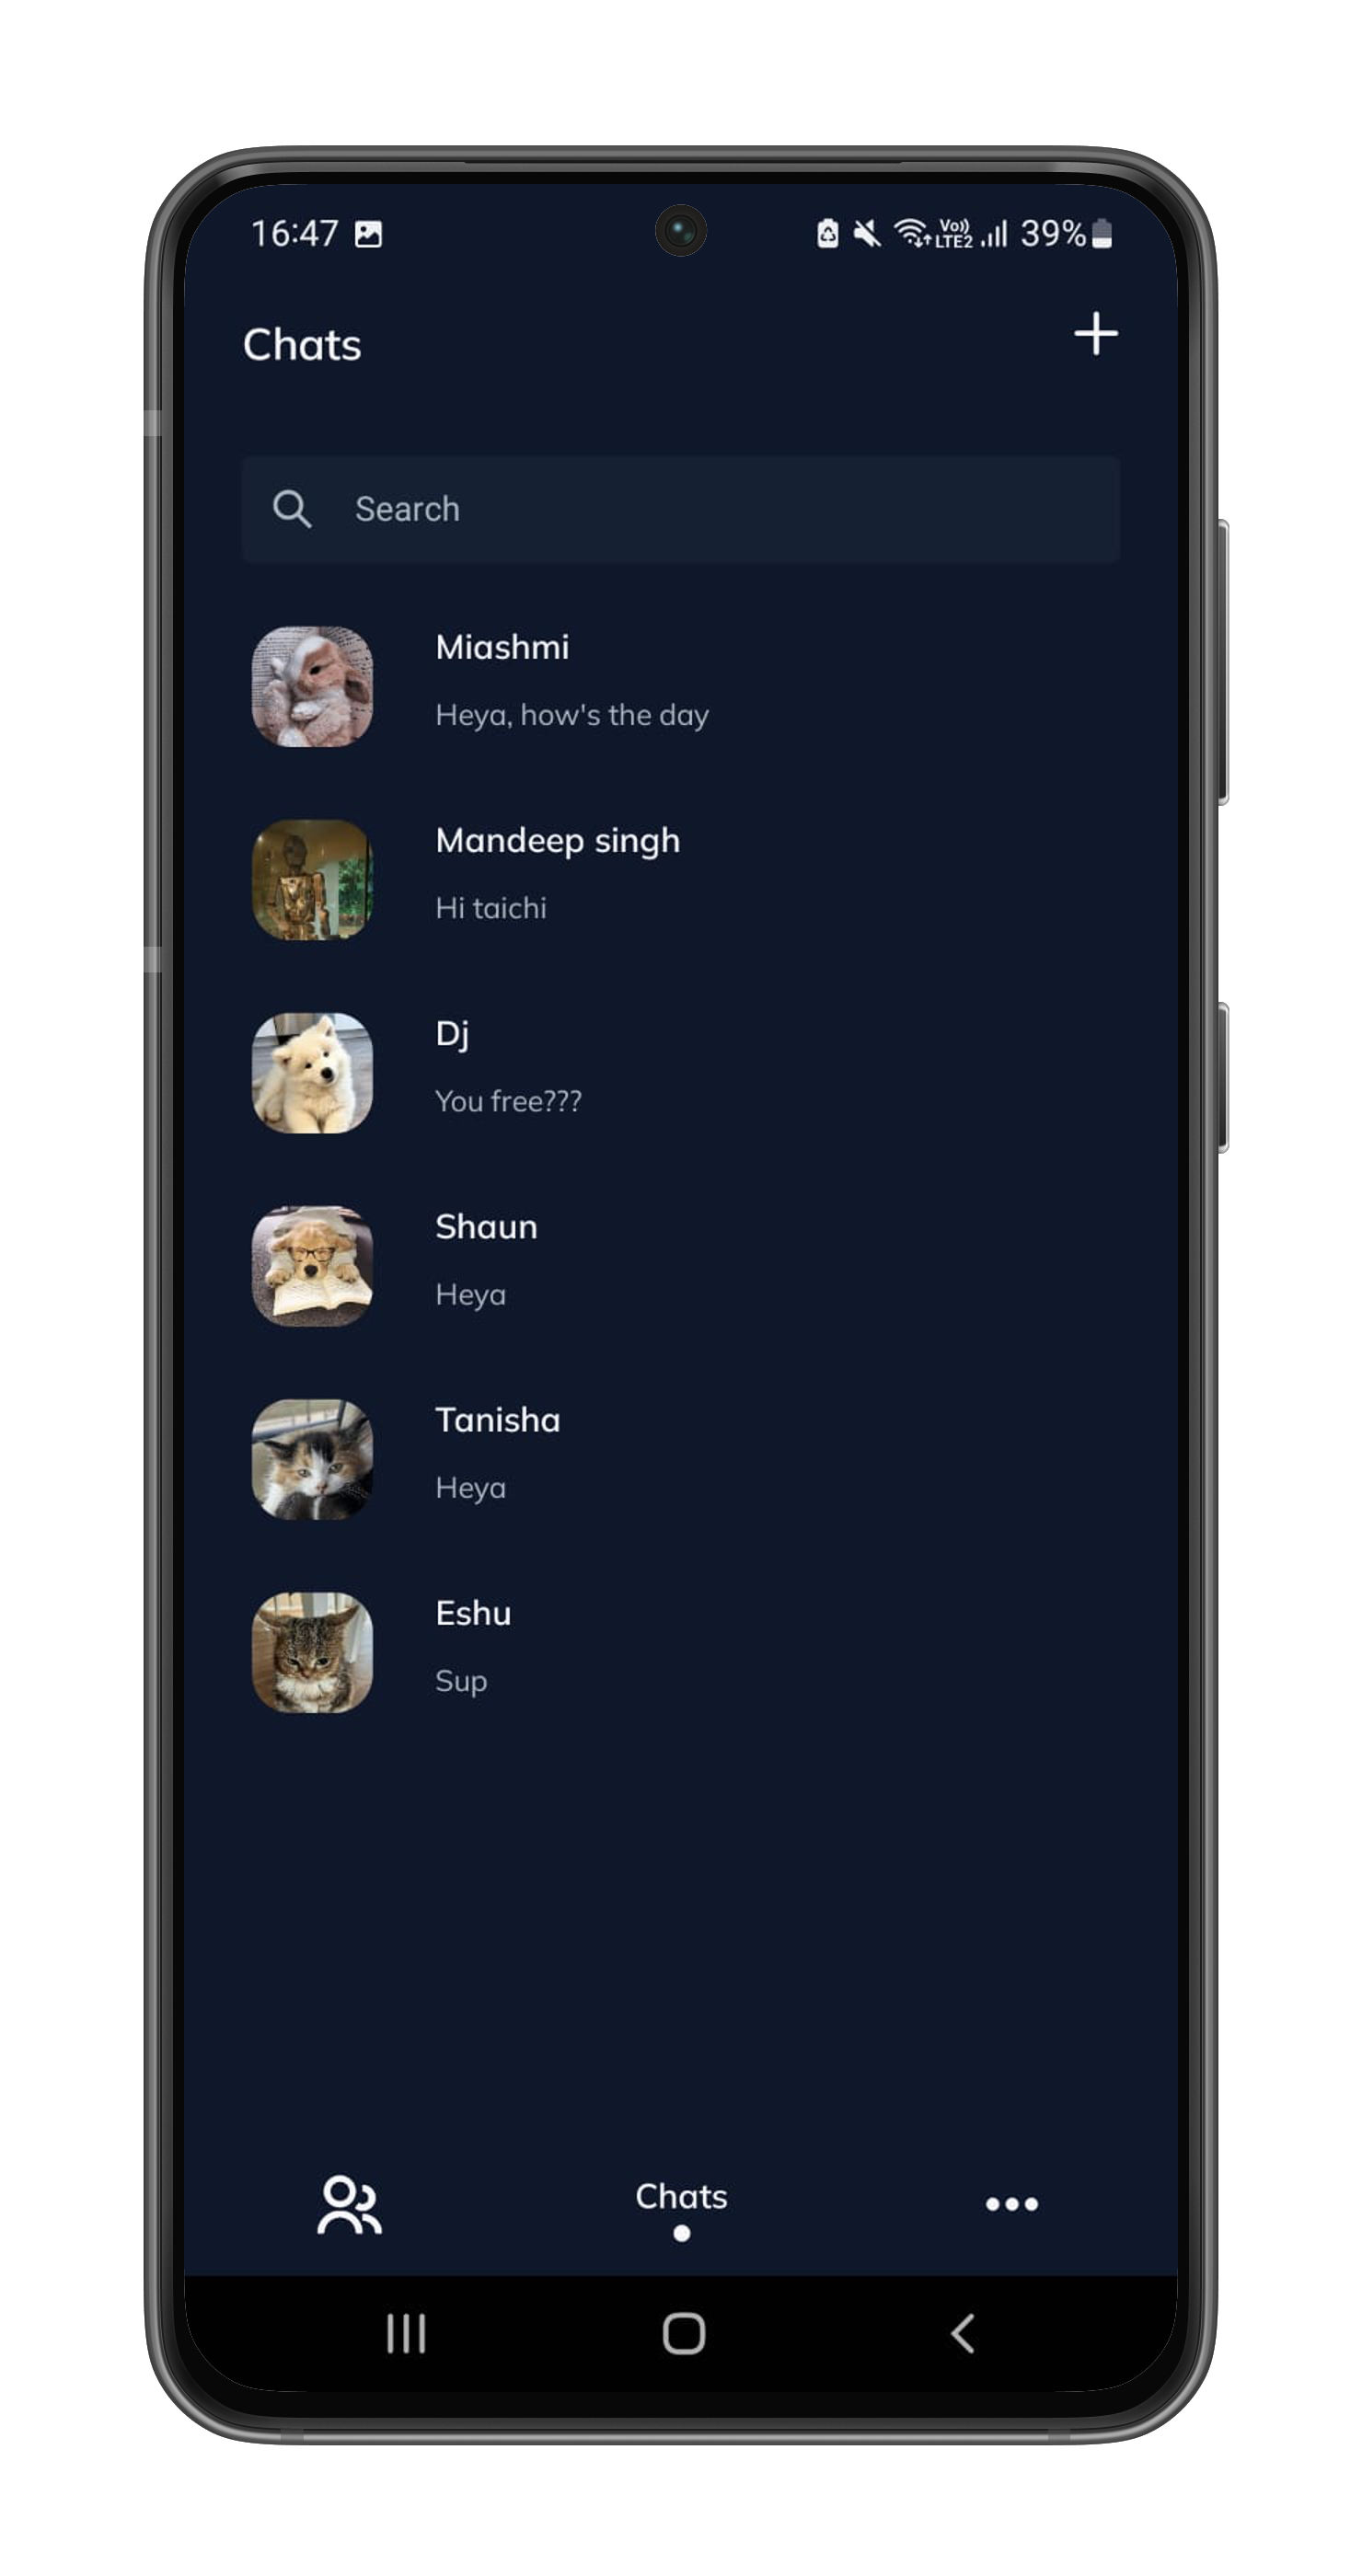 16:47 Vo)) LTE2 39%
Chats
Search
Miashmi
Heya, how's the day
Mandeep singh
Hi taichi
Dj
You free???
Shaun
Heya
Tanisha
Heya
Eshu
Sup
Chats